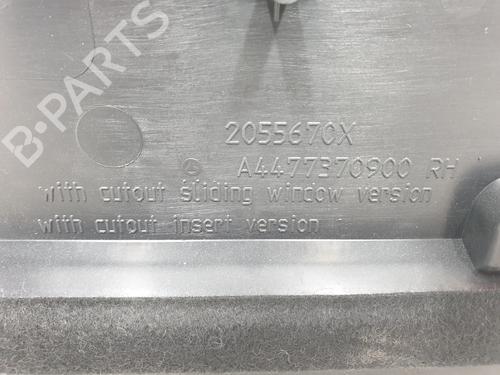 B-PARTS
2055670X
A4477370900 RH
with cutout sliding window version
with cutout insert version